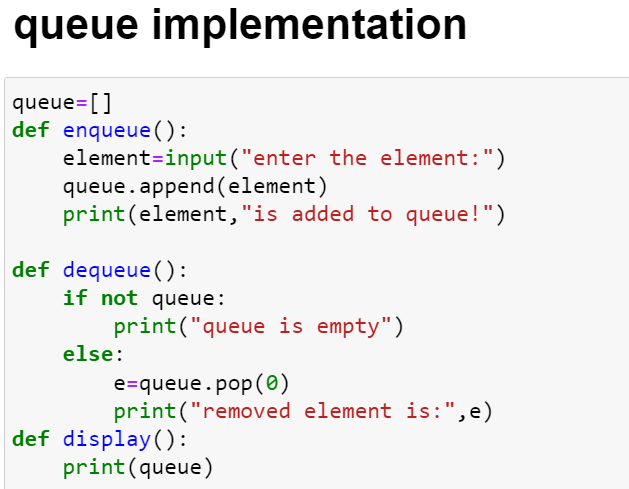 queue implementation
queue=[]
def enqueue():
    element=input("enter the element:")
    queue.append(element)
    print(element,"is added to queue!")

def dequeue():
    if not queue:
        print("queue is empty")
    else:
        e=queue.pop(0)
        print("removed element is:",e)
def display():
    print(queue)